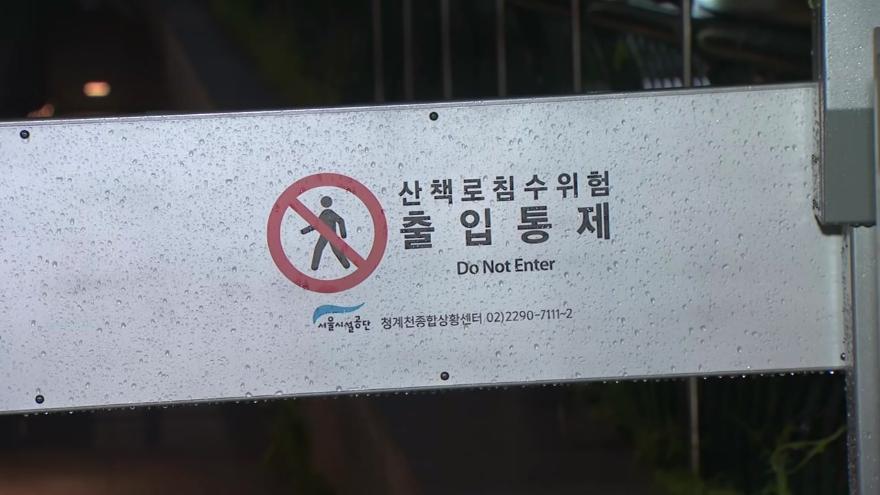 산책로침수위험
출입통제
Do Not Enter
서울시설공단 청계천종합상황센터 02)2290-7111~2